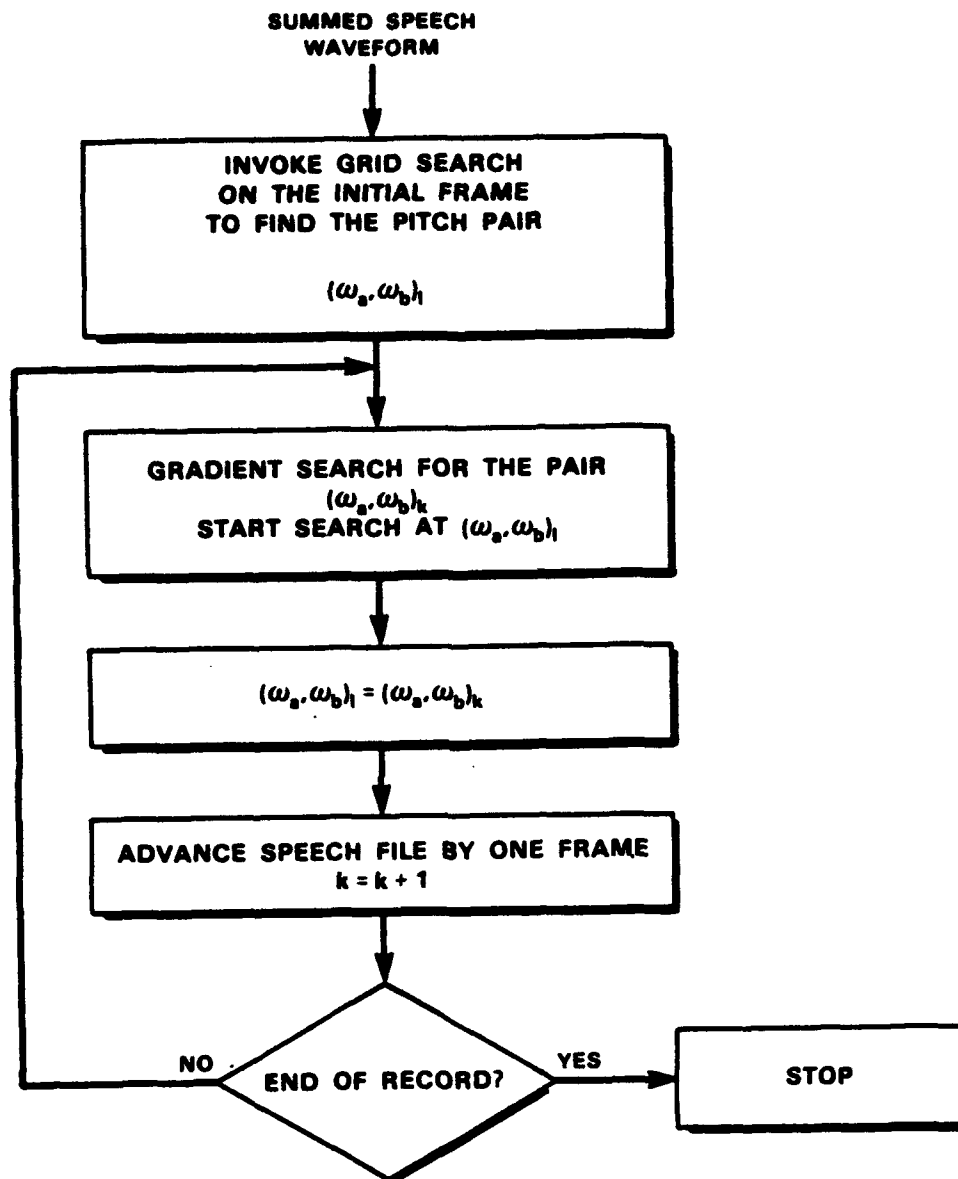 SUMMED SPEECH
WAVEFORM
INVOKE GRID SEARCH
ON THE INITIAL FRAME
TO FIND THE PITCH PAIR
(ωa, ωb)I
GRADIENT SEARCH FOR THE PAIR
(ωa, ωb)k
START SEARCH AT (ωa, ωb)I
(ωa, ωb)I = (ωa, ωb)k
ADVANCE SPEECH FILE BY ONE FRAME
k = k + 1
NO
END OF RECORD?
YES
STOP